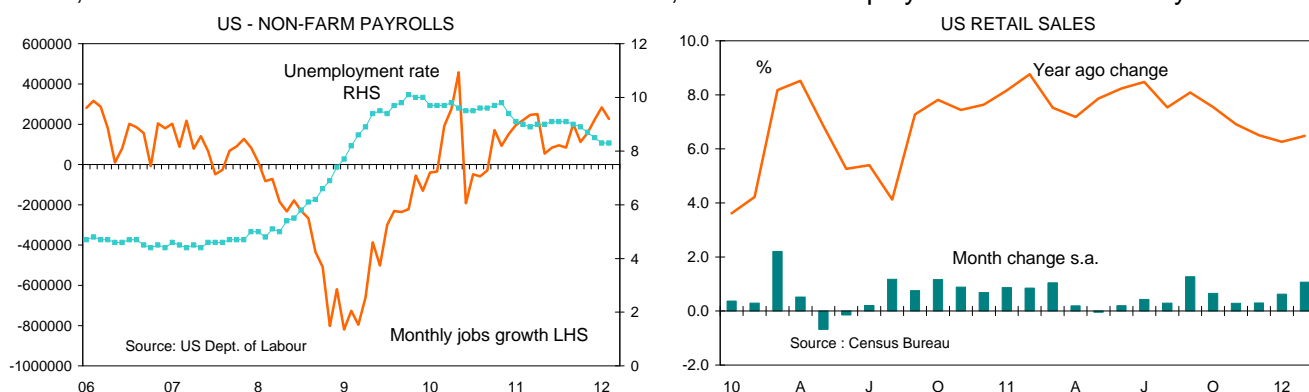 US - NON-FARM PAYROLLS
600000
400000
200000
0
-200000
-400000
-600000
-800000
-1000000
12
10
8
6
4
2
0
Unemployment rate
RHS
Monthly jobs growth LHS
Source: US Dept. of Labour
06 07 8 9 10 11 12
US RETAIL SALES
10.0
8.0
6.0
4.0
2.0
0.0
-2.0
%
Year ago change
Month change s.a.
Source : Census Bureau
10 A J O 11 A J O 12